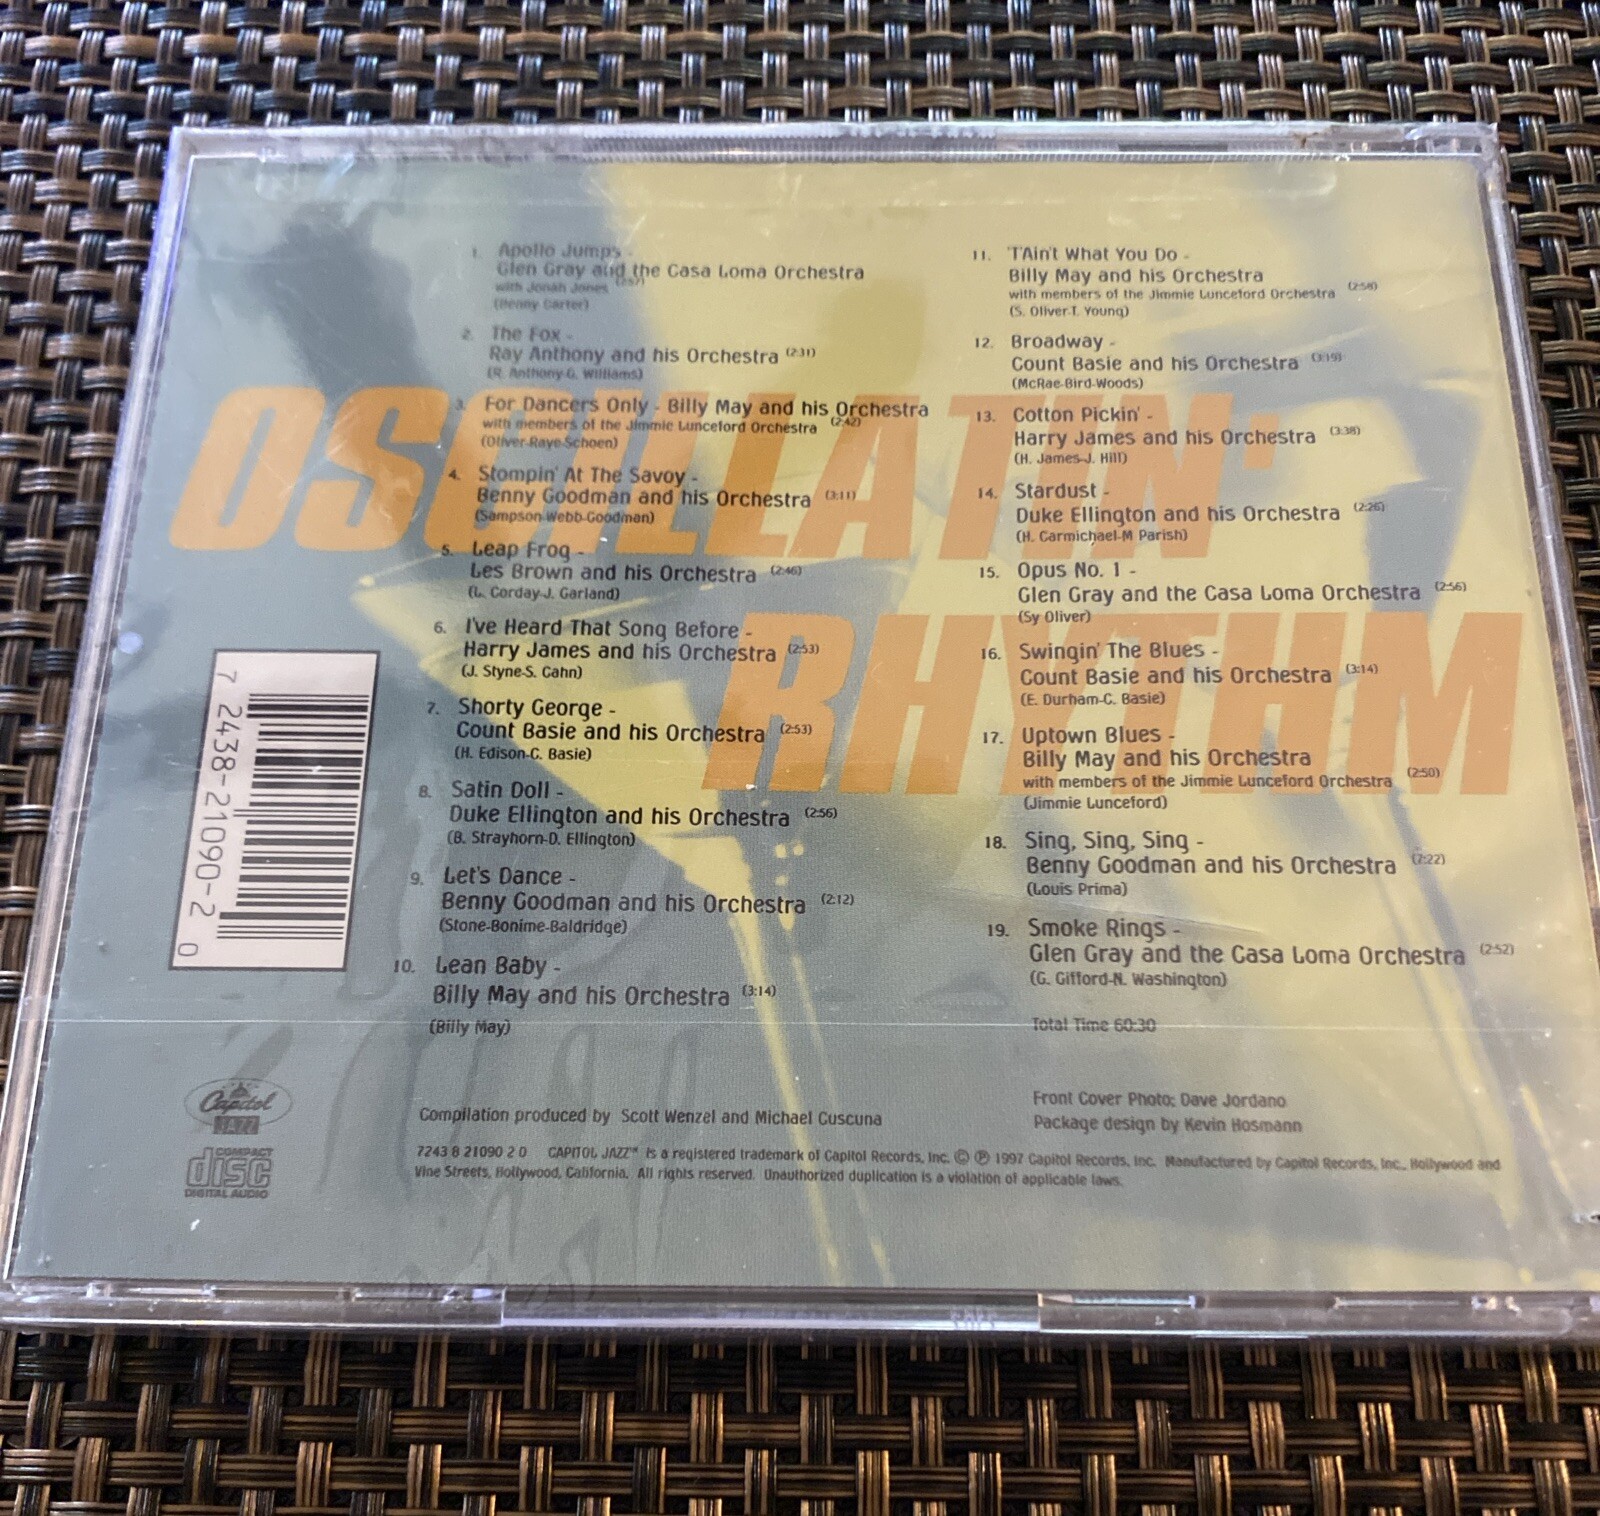 1. Apollo Jumps -
Glen Gray and the Casa Loma Orchestra
with Jonah Jones (2:57)
(Benny Carter)
2. The Fox -
Ray Anthony and his Orchestra (2:31)
(R. Anthony-G. Williams)
3. For Dancers Only - Billy May and his Orchestra
with members of the Jimmie Lunceford Orchestra (2:42)
(Oliver-Raye-Schoen)
4. Stompin' At The Savoy -
Benny Goodman and his Orchestra (3:11)
(Sampson-Webb-Goodman)
5. Leap Frog -
Les Brown and his Orchestra (2:46)
(L. Corday-J. Garland)
6. I've Heard That Song Before -
Harry James and his Orchestra (2:53)
(J. Styne-S. Cahn)
7. Shorty George -
Count Basie and his Orchestra (2:53)
(H. Edison-C. Basie)
8. Satin Doll -
Duke Ellington and his Orchestra (2:56)
(B. Strayhorn-D. Ellington)
9. Let's Dance -
Benny Goodman and his Orchestra (2:12)
(Stone-Bonime-Baldridge)
10. Lean Baby -
Billy May and his Orchestra (3:14)
(Billy May)
11. 'T'Ain't What You Do -
Billy May and his Orchestra
with members of the Jimmie Lunceford Orchestra (2:58)
(S. Oliver-T. Young)
12. Broadway -
Count Basie and his Orchestra (3:19)
(McRae-Bird-Woods)
13. Cotton Pickin' -
Harry James and his Orchestra (3:38)
(H. James-J. Hill)
14. Stardust -
Duke Ellington and his Orchestra (2:26)
(H. Carmichael-M Parish)
15. Opus No. 1 -
Glen Gray and the Casa Loma Orchestra (2:56)
(Sy Oliver)
16. Swingin' The Blues -
Count Basie and his Orchestra (3:14)
(E. Durham-C. Basie)
17. Uptown Blues -
Billy May and his Orchestra
with members of the Jimmie Lunceford Orchestra (2:50)
(Jimmie Lunceford)
18. Sing, Sing, Sing -
Benny Goodman and his Orchestra (7:22)
(Louis Prima)
19. Smoke Rings -
Glen Gray and the Casa Loma Orchestra (2:52)
(G. Gifford-N. Washington)
Total Time 60:30
OSCILLATIN'
RHYTHM
7 2438-21090-2 0
Capitol
JAZZ
COMPACT
disc
DIGITAL AUDIO
Compilation produced by Scott Wenzel and Michael Cuscuna
Front Cover Photo: Dave Jordano
Package design by Kevin Hosmann
7243 8 21090 2 0 CAPITOL JAZZ™ is a registered trademark of Capitol Records, Inc. © ℗ 1997 Capitol Records, Inc. Manufactured by Capitol Records, Inc., Hollywood and
Vine Streets, Hollywood, California. All rights reserved. Unauthorized duplication is a violation of applicable laws.